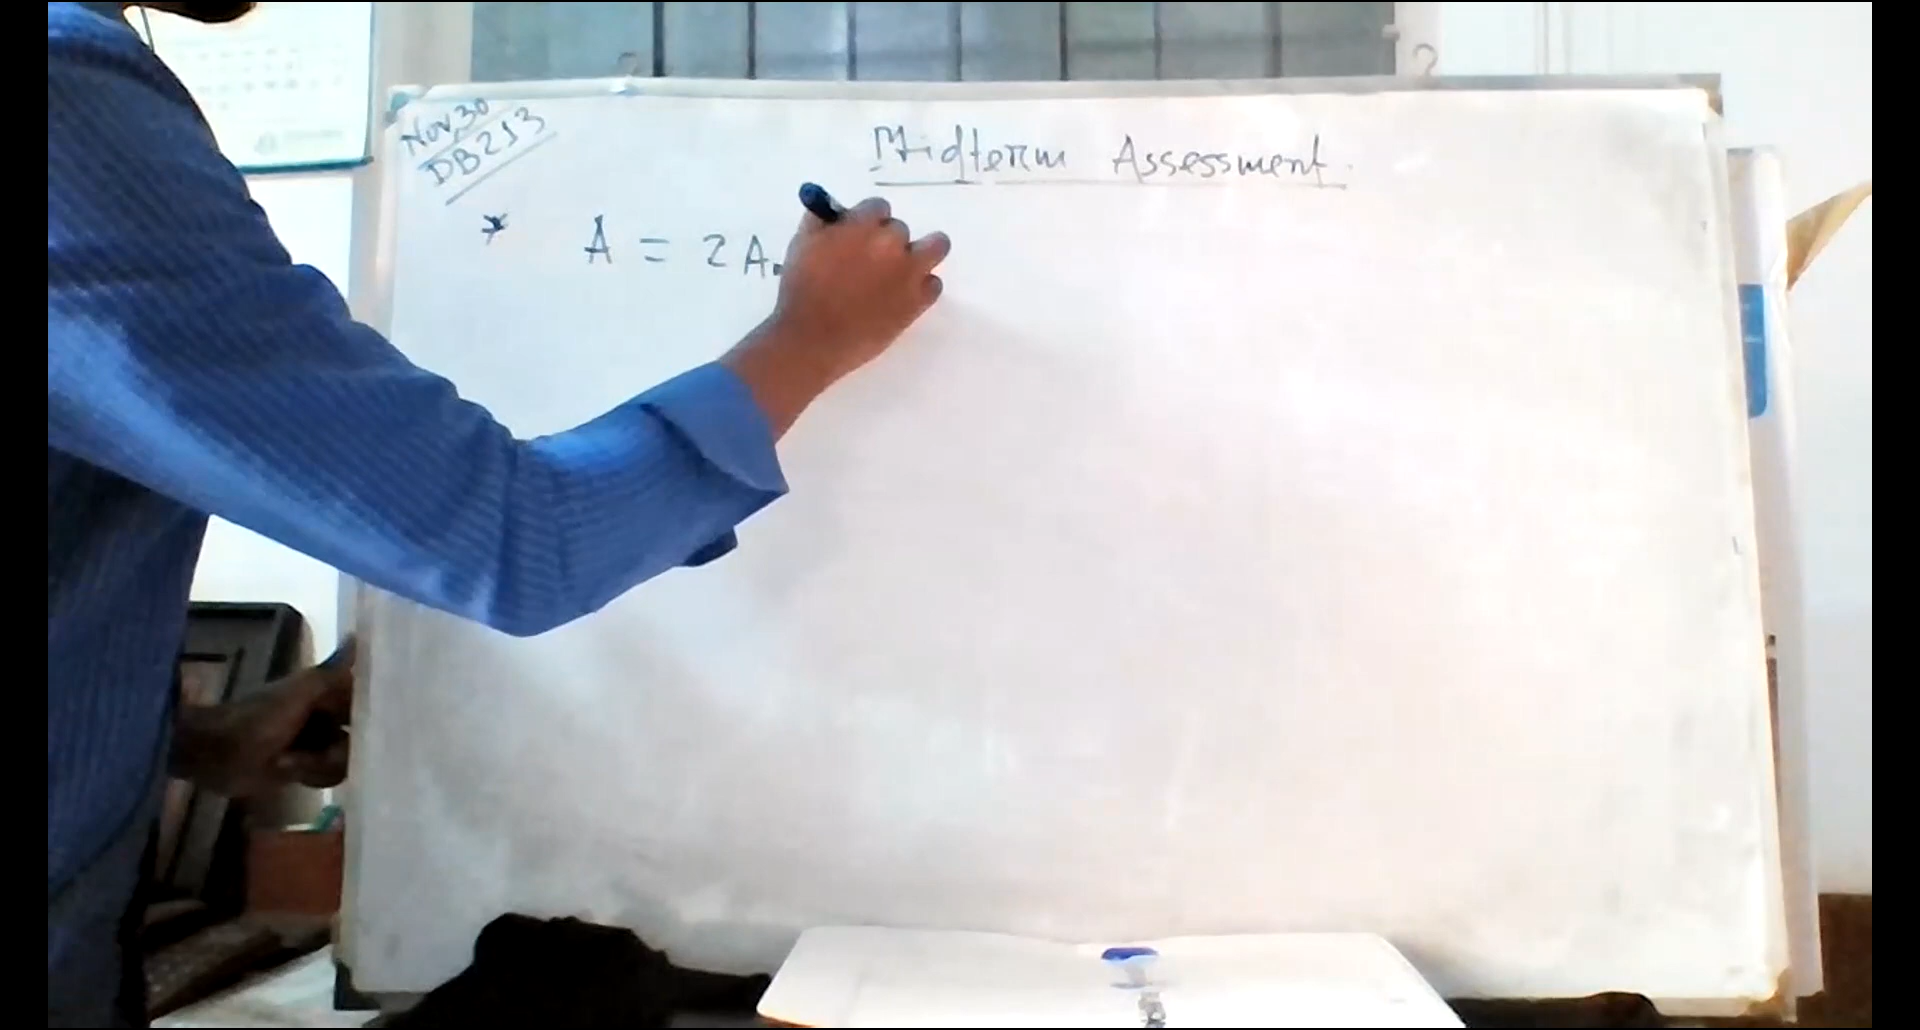 Nov, 30
DB213
Midterm Assessment.
* A = 2A